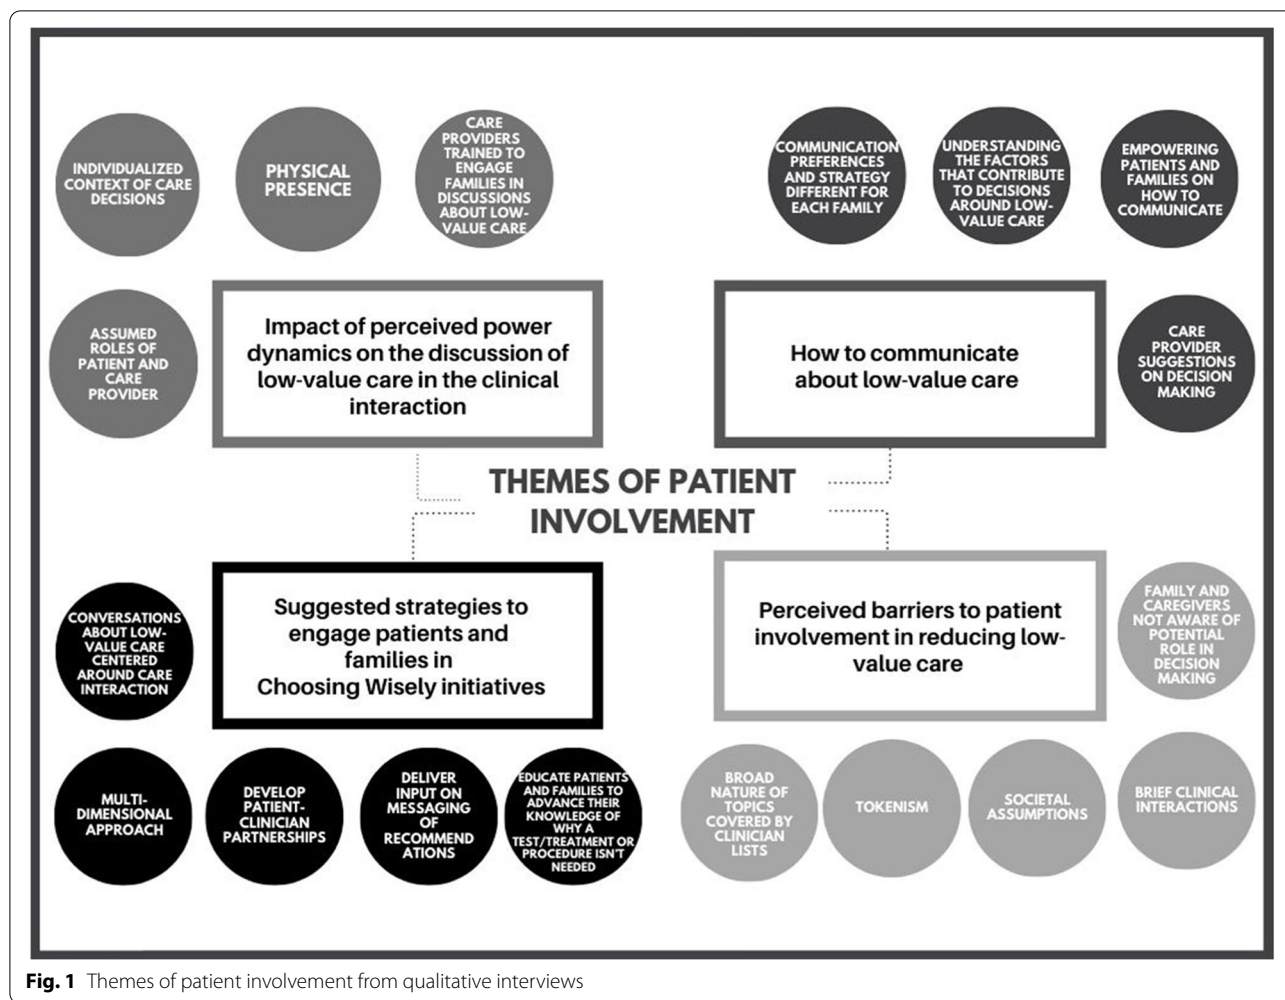 INDIVIDUALIZED
CONTEXT OF CARE
DECISIONS
PHYSICAL
PRESENCE
CARE
PROVIDERS
TRAINED TO
ENGAGE
FAMILIES IN
DISCUSSIONS
ABOUT LOW-
VALUE CARE
COMMUNICATION
PREFERENCES
AND STRATEGY
DIFFERENT FOR
EACH FAMILY
UNDERSTANDING
THE FACTORS
THAT CONTRIBUTE
TO DECISIONS
AROUND LOW-
VALUE CARE
EMPOWERING
PATIENTS AND
FAMILIES ON
HOW TO
COMMUNICATE
ASSUMED
ROLES OF
PATIENT AND
CARE
PROVIDER
Impact of perceived power
dynamics on the discussion of
low-value care in the clinical
interaction
How to communicate
about low-value care
CARE
PROVIDER
SUGGESTIONS
ON DECISION
MAKING
THEMES OF PATIENT
INVOLVEMENT
CONVERSATIONS
ABOUT LOW-
VALUE CARE
CENTERED
AROUND CARE
INTERACTION
Suggested strategies to
engage patients and
families in
Choosing Wisely initiatives
Perceived barriers to patient
involvement in reducing low-
value care
FAMILY AND
CAREGIVERS
NOT AWARE OF
POTENTIAL
ROLE IN
DECISION
MAKING
MULTI-
DIMENSIONAL
APPROACH
DEVELOP
PATIENT-
CLINICIAN
PARTNERSHIPS
DELIVER
INPUT ON
MESSAGING
OF
RECOMMEND
ATIONS
EDUCATE PATIENTS
AND FAMILIES TO
ADVANCE THEIR
KNOWLEDGE OF
WHY A
TEST/TREATMENT OR
PROCEDURE ISN'T
NEEDED
BROAD
NATURE OF
TOPICS
COVERED BY
CLINICIAN
LISTS
TOKENISM
SOCIETAL
ASSUMPTIONS
BRIEF CLINICAL
INTERACTIONS
Fig. 1 Themes of patient involvement from qualitative interviews